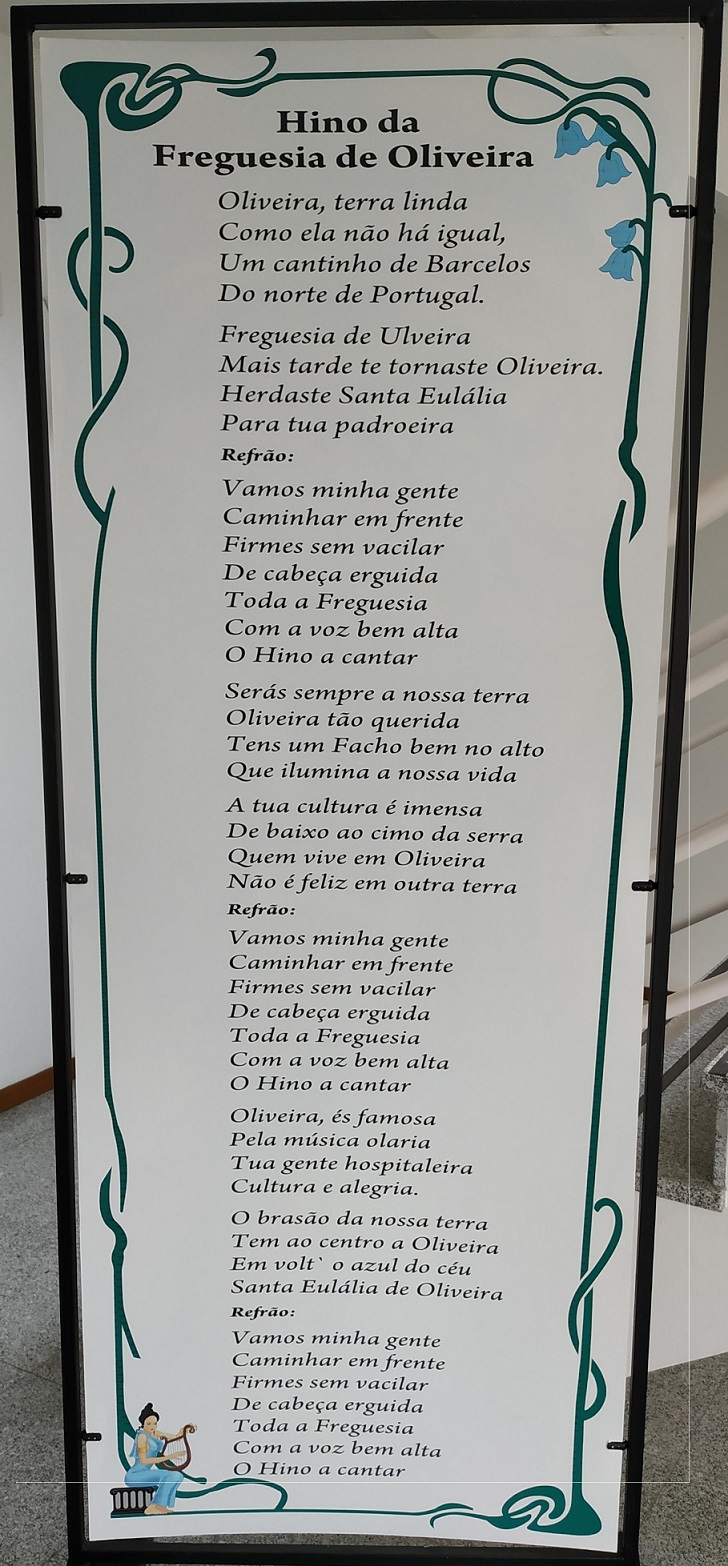 Hino da
Freguesia de Oliveira
Oliveira, terra linda
Como ela não há igual,
Um cantinho de Barcelos
Do norte de Portugal.
Freguesia de Ulveira
Mais tarde te tornaste Oliveira.
Herdaste Santa Eulália
Para tua padroeira
Refrão:
Vamos minha gente
Caminhar em frente
Firmes sem vacilar
De cabeça erguida
Toda a Freguesia
Com a voz bem alta
O Hino a cantar
Serás sempre a nossa terra
Oliveira tão querida
Tens um Facho bem no alto
Que ilumina a nossa vida
A tua cultura é imensa
De baixo ao cimo da serra
Quem vive em Oliveira
Não é feliz em outra terra
Refrão:
Vamos minha gente
Caminhar em frente
Firmes sem vacilar
De cabeça erguida
Toda a Freguesia
Com a voz bem alta
O Hino a cantar
Oliveira, és famosa
Pela música olaria
Tua gente hospitaleira
Cultura e alegria.
O brasão da nossa terra
Tem ao centro a Oliveira
Em volt` o azul do céu
Santa Eulália de Oliveira
Refrão:
Vamos minha gente
Caminhar em frente
Firmes sem vacilar
De cabeça erguida
Toda a Freguesia
Com a voz bem alta
O Hino a cantar